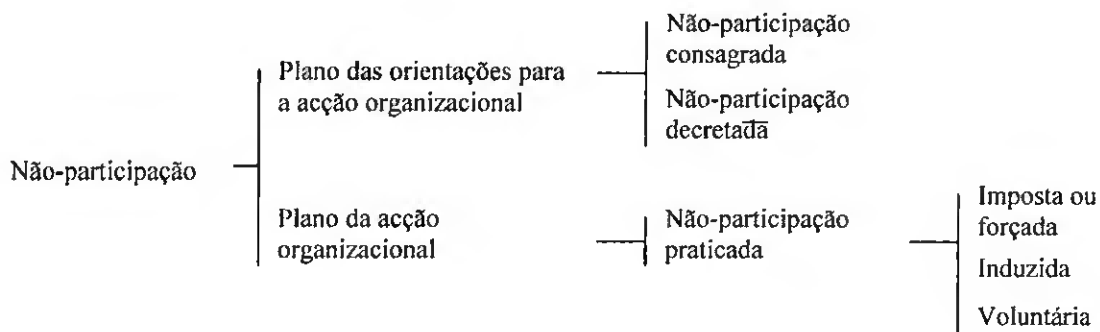 Não-participação
Plano das orientações para
a acção organizacional
Não-participação
consagrada
Não-participação
decretada
Plano da acção
organizacional
Não-participação
praticada
Imposta ou
forçada
Induzida
Voluntária